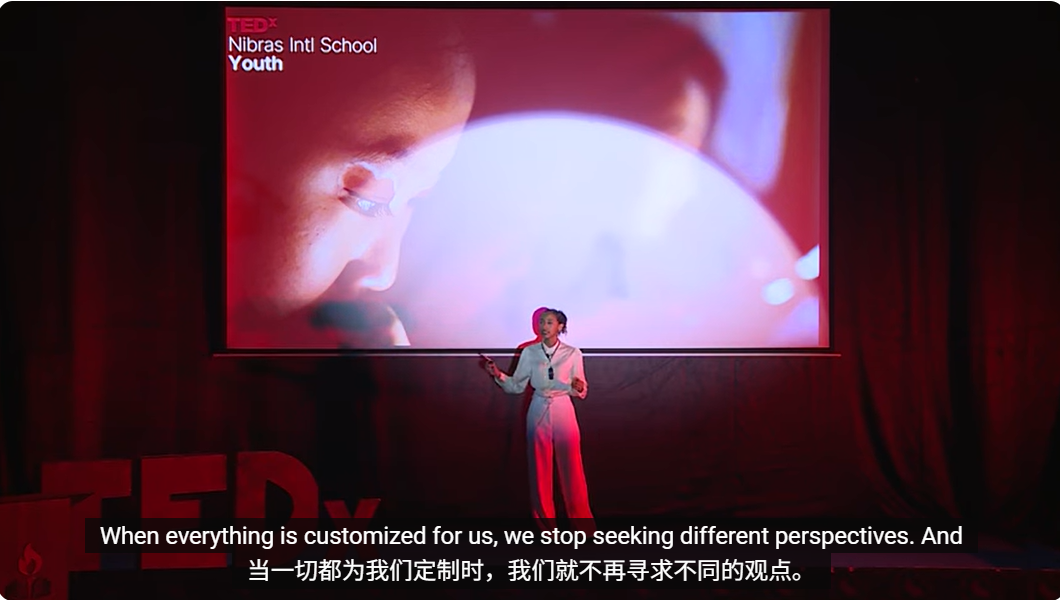 TEDx
Nibras Intl School
Youth
TEDx
When everything is customized for us, we stop seeking different perspectives. And
当一切都为我们定制时，我们就不再寻求不同的观点。